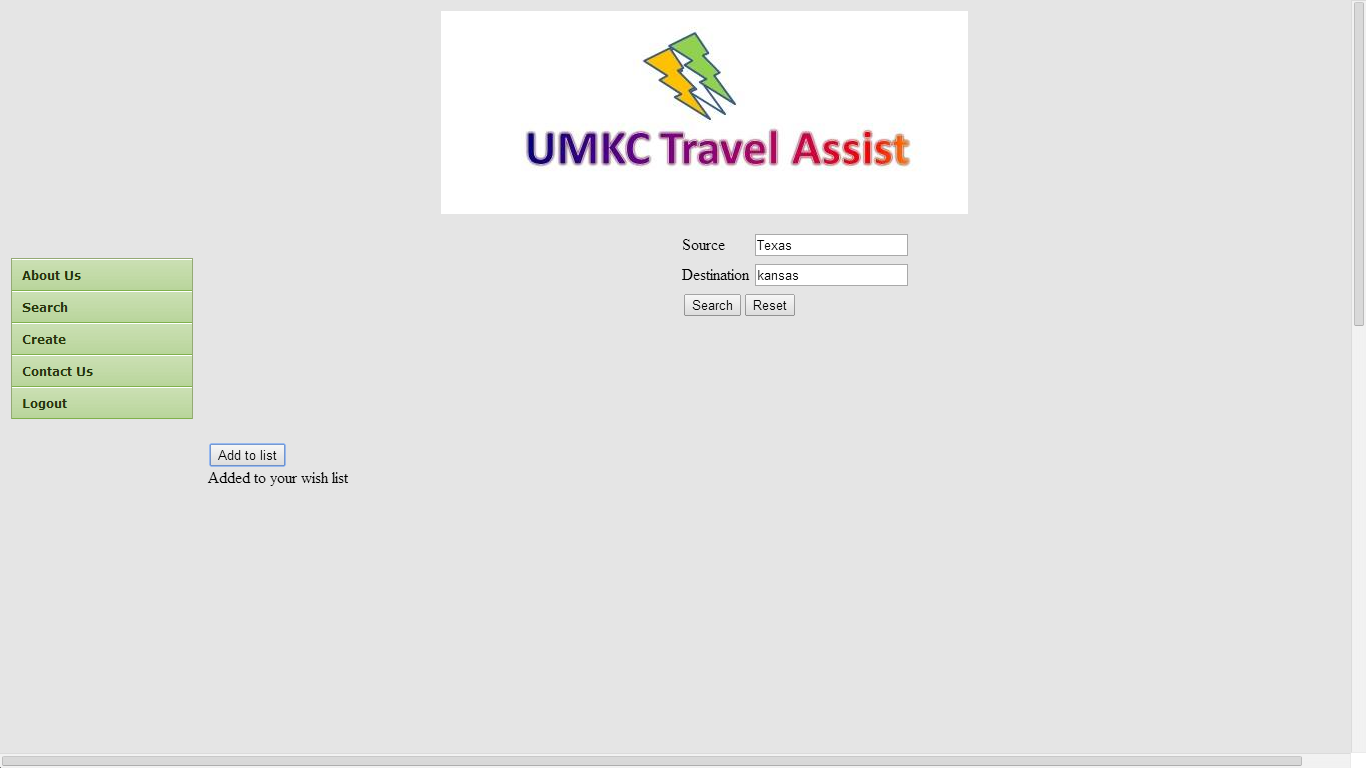 UMKC Travel Assist
Source Texas
Destination kansas
Search Reset
About Us
Search
Create
Contact Us
Logout
Add to list
Added to your wish list